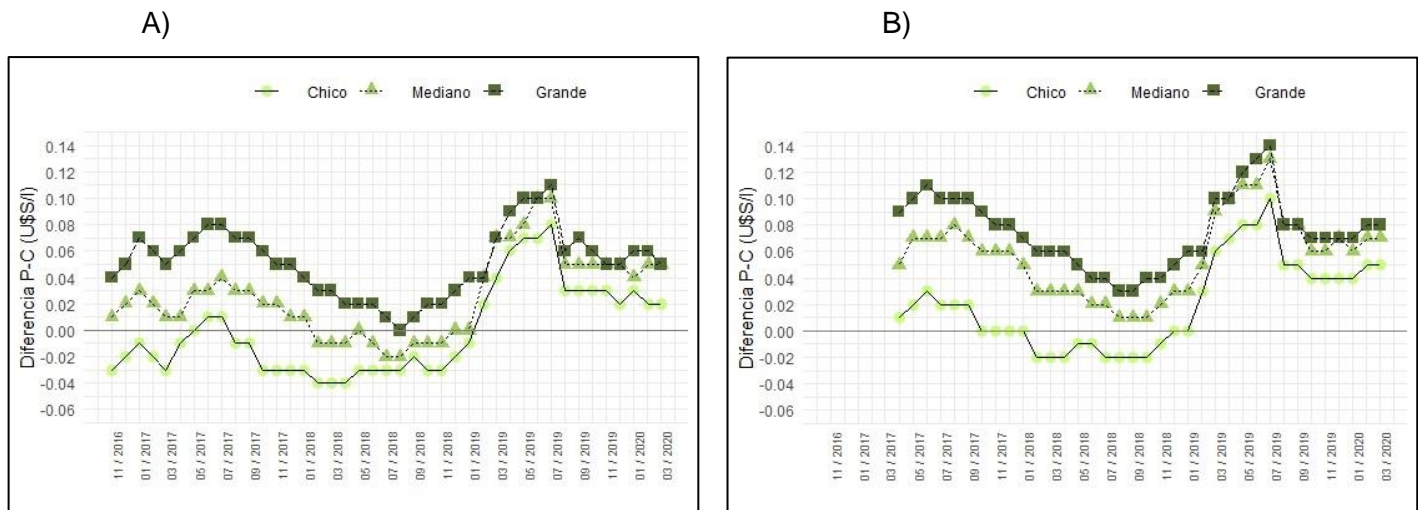 A)
B)
Chico Mediano Grande
Diferencia P-C (U$S/l)
0.14
0.12
0.10
0.08
0.06
0.04
0.02
0.00
-0.02
-0.04
-0.06
11 / 2016
01 / 2017
03 / 2017
05 / 2017
07 / 2017
09 / 2017
11 / 2017
01 / 2018
03 / 2018
05 / 2018
07 / 2018
09 / 2018
11 / 2018
01 / 2019
03 / 2019
05 / 2019
07 / 2019
09 / 2019
11 / 2019
01 / 2020
03 / 2020
Chico Mediano Grande
Diferencia P-C (U$S/l)
0.14
0.12
0.10
0.08
0.06
0.04
0.02
0.00
-0.02
-0.04
-0.06
11 / 2016
01 / 2017
03 / 2017
05 / 2017
07 / 2017
09 / 2017
11 / 2017
01 / 2018
03 / 2018
05 / 2018
07 / 2018
09 / 2018
11 / 2018
01 / 2019
03 / 2019
05 / 2019
07 / 2019
09 / 2019
11 / 2019
01 / 2020
03 / 2020